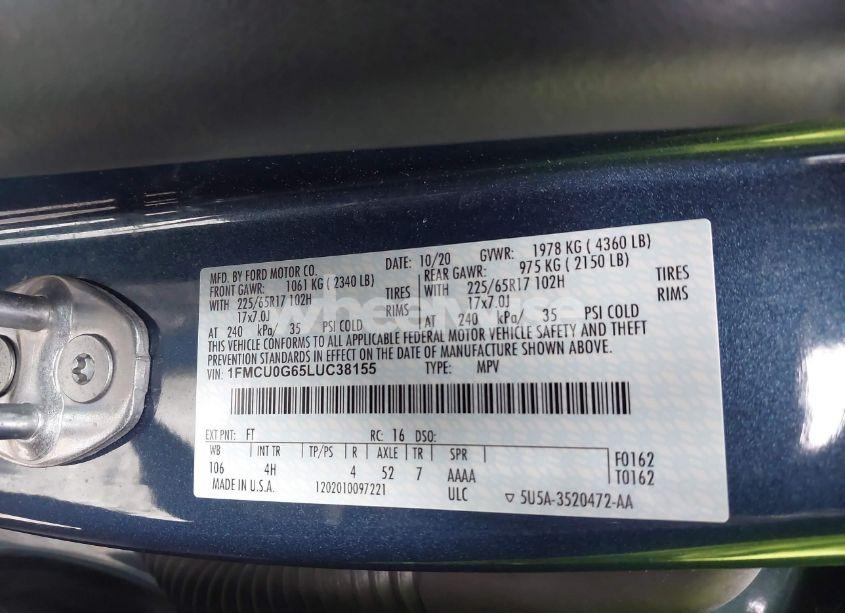 MFD. BY FORD MOTOR CO. DATE: 10/20 GVWR: 1978 KG ( 4360 LB)
FRONT GAWR: 1061 KG ( 2340 LB) REAR GAWR: 975 KG ( 2150 LB)
WITH 225/65R17 102H TIRES WITH 225/65R17 102H TIRES
17x7.0J RIMS 17x7.0J RIMS
AT 240 kPa/ 35 PSI COLD AT 240 kPa/ 35 PSI COLD
THIS VEHICLE CONFORMS TO ALL APPLICABLE FEDERAL MOTOR VEHICLE SAFETY AND THEFT
PREVENTION STANDARDS IN EFFECT ON THE DATE OF MANUFACTURE SHOWN ABOVE.
VIN: 1FMCU0G65LUC38155 TYPE: MPV
EXT PNT: FT RC: 16 DSO:
WB INT TR TP/PS R AXLE TR SPR F0162
106 4H 4 52 7 AAAA T0162
MADE IN U.S.A. 1202010097221 ULC ▽ 5U5A-3520472-AA
wheelwise